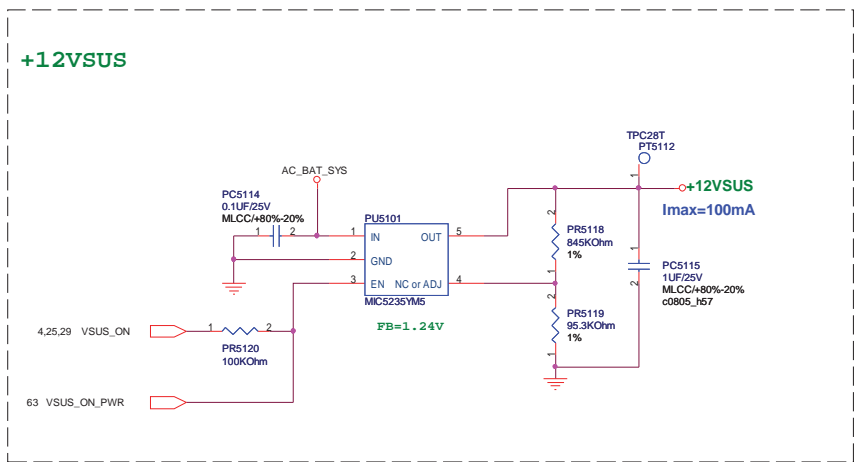 +12VSUS
TPC28T
PT5112
1
AC_BAT_SYS
+12VSUS
Imax=100mA
PC5114
0.1UF/25V
MLCC/+80%-20%
1 2
PU5101
1 IN OUT 5
2 GND
3 EN NC or ADJ 4
MIC5235YM5
FB=1.24V
2
PR5118
845KOhm
1%
1
1
PC5115
1UF/25V
MLCC/+80%-20%
c0805_h57
2
2
PR5119
95.3KOhm
1%
1
4,25,29 VSUS_ON
1 2
PR5120
100KOhm
63 VSUS_ON_PWR